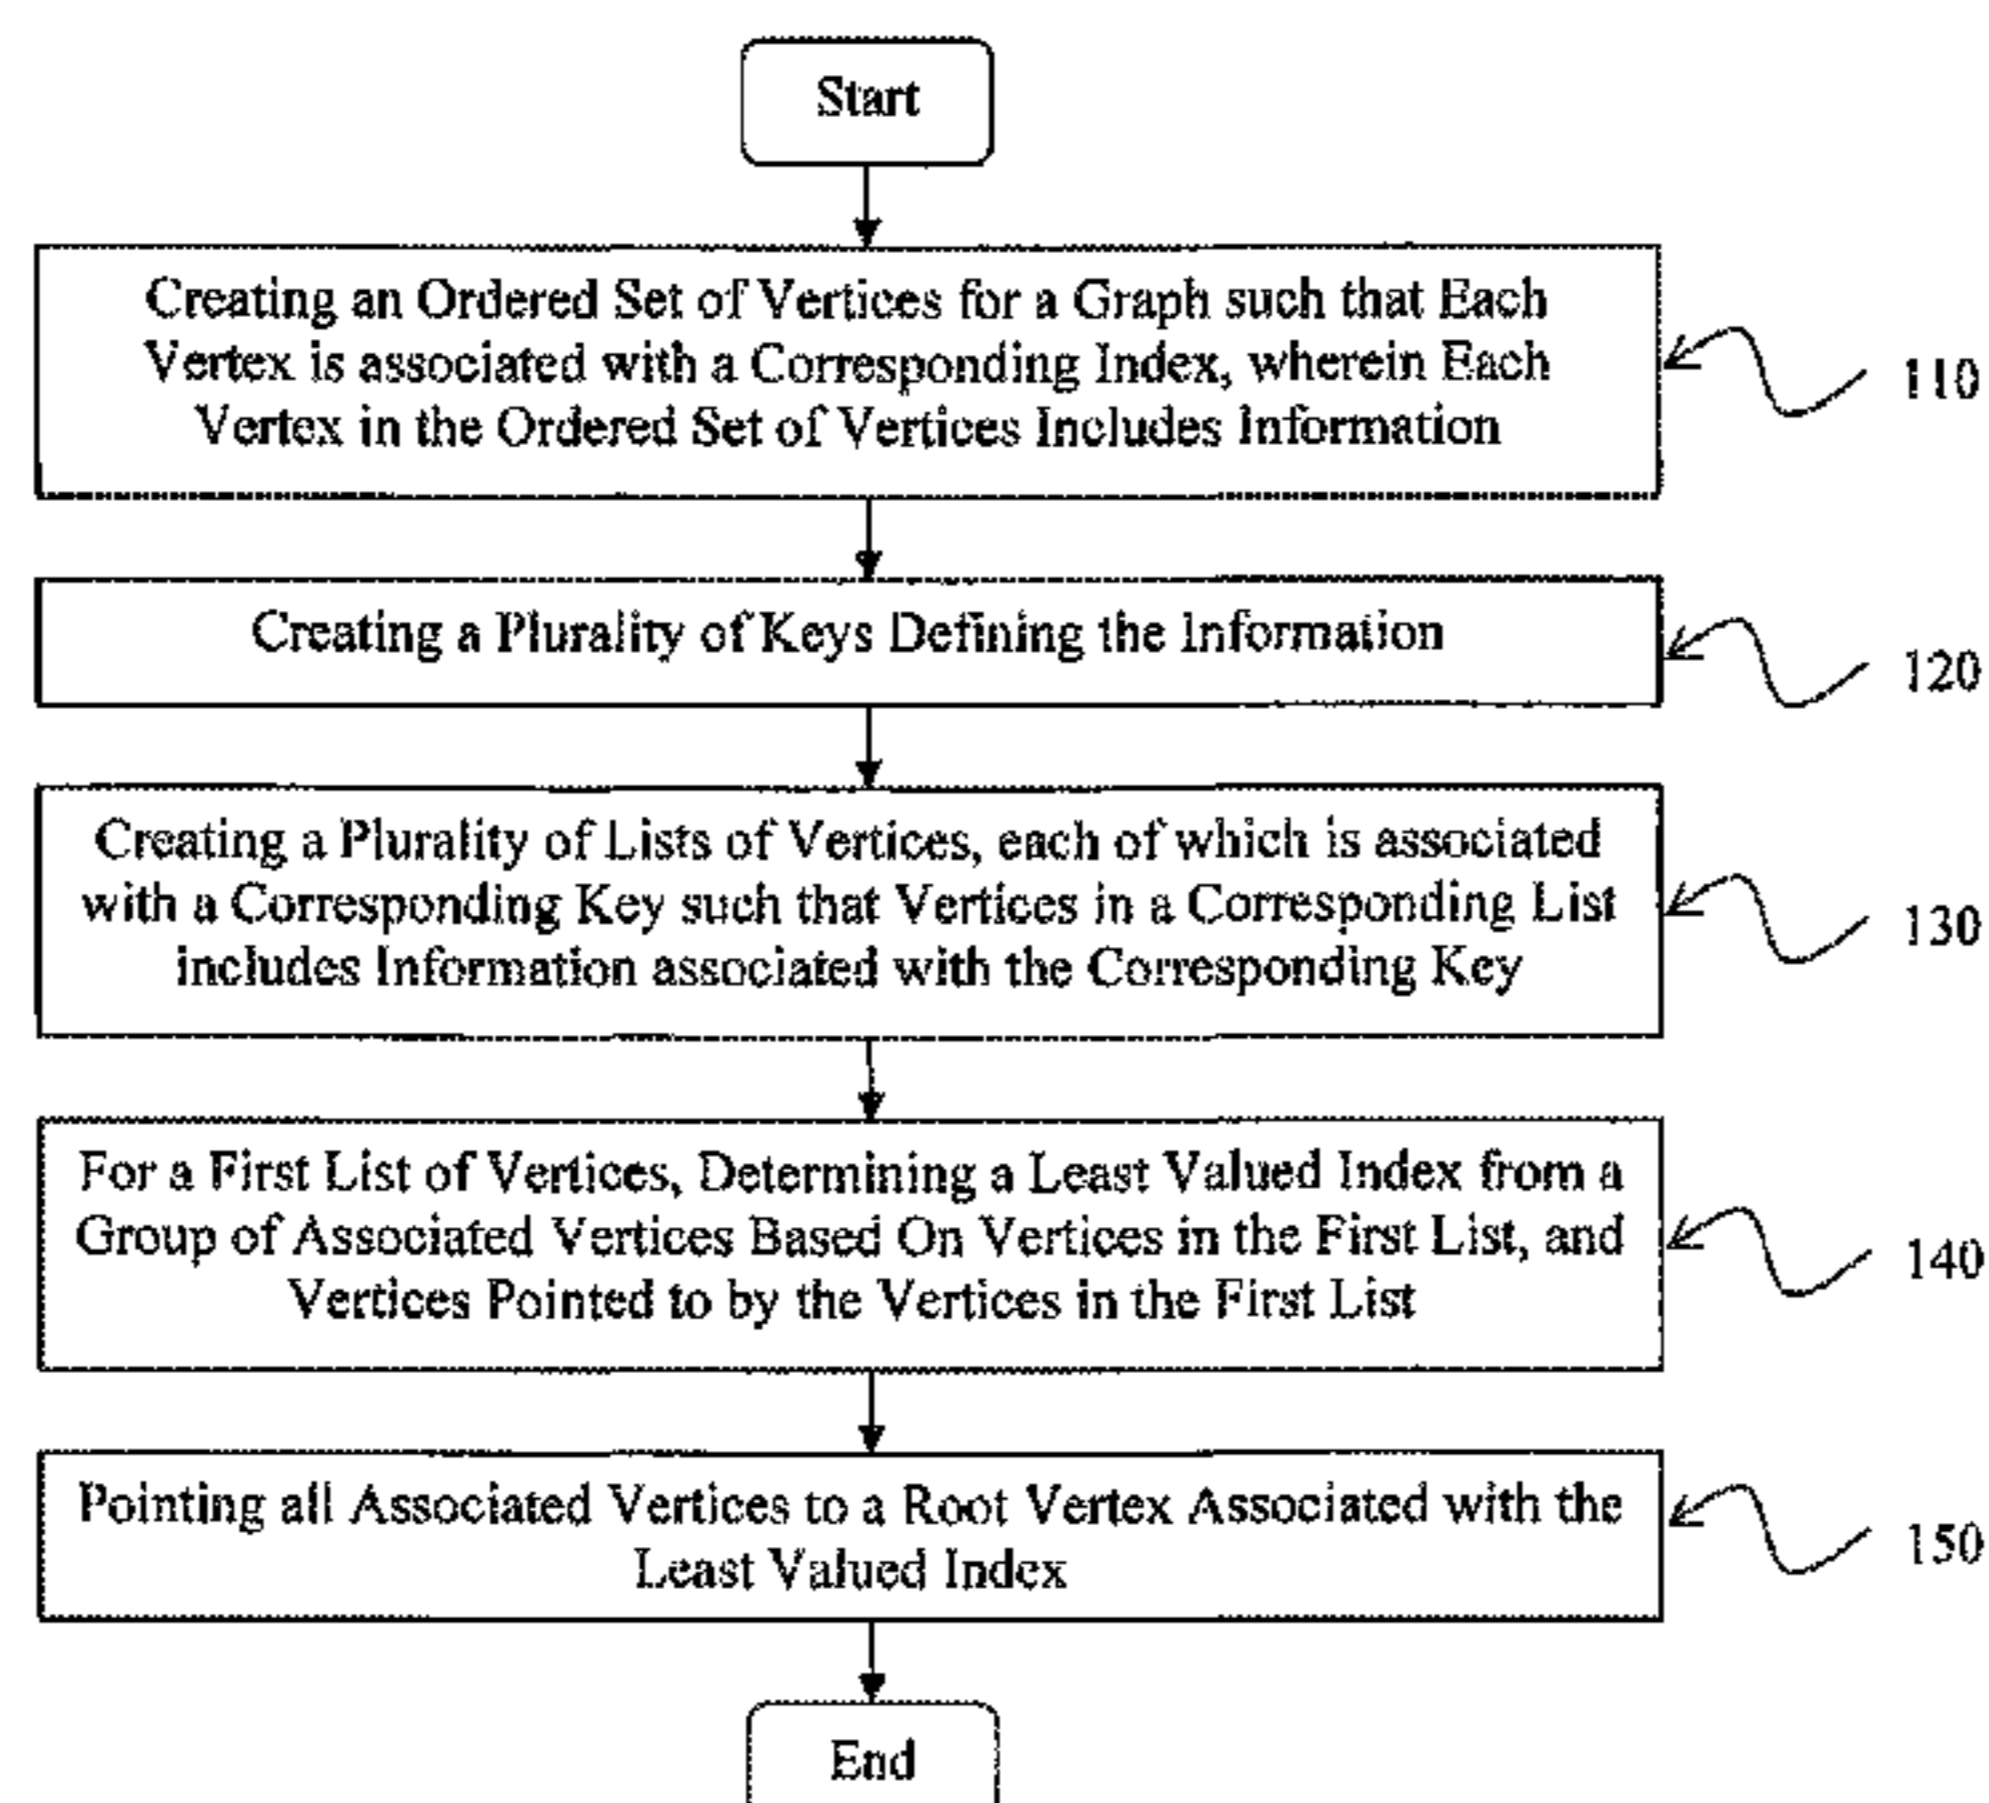 Start
Creating an Ordered Set of Vertices for a Graph such that Each
Vertex is associated with a Corresponding Index, wherein Each
Vertex in the Ordered Set of Vertices Includes Information
110
Creating a Plurality of Keys Defining the Information
120
Creating a Plurality of Lists of Vertices, each of which is associated
with a Corresponding Key such that Vertices in a Corresponding List
includes Information associated with the Corresponding Key
130
For a First List of Vertices, Determining a Least Valued Index from a
Group of Associated Vertices Based On Vertices in the First List, and
Vertices Pointed to by the Vertices in the First List
140
Pointing all Associated Vertices to a Root Vertex Associated with the
Least Valued Index
150
End